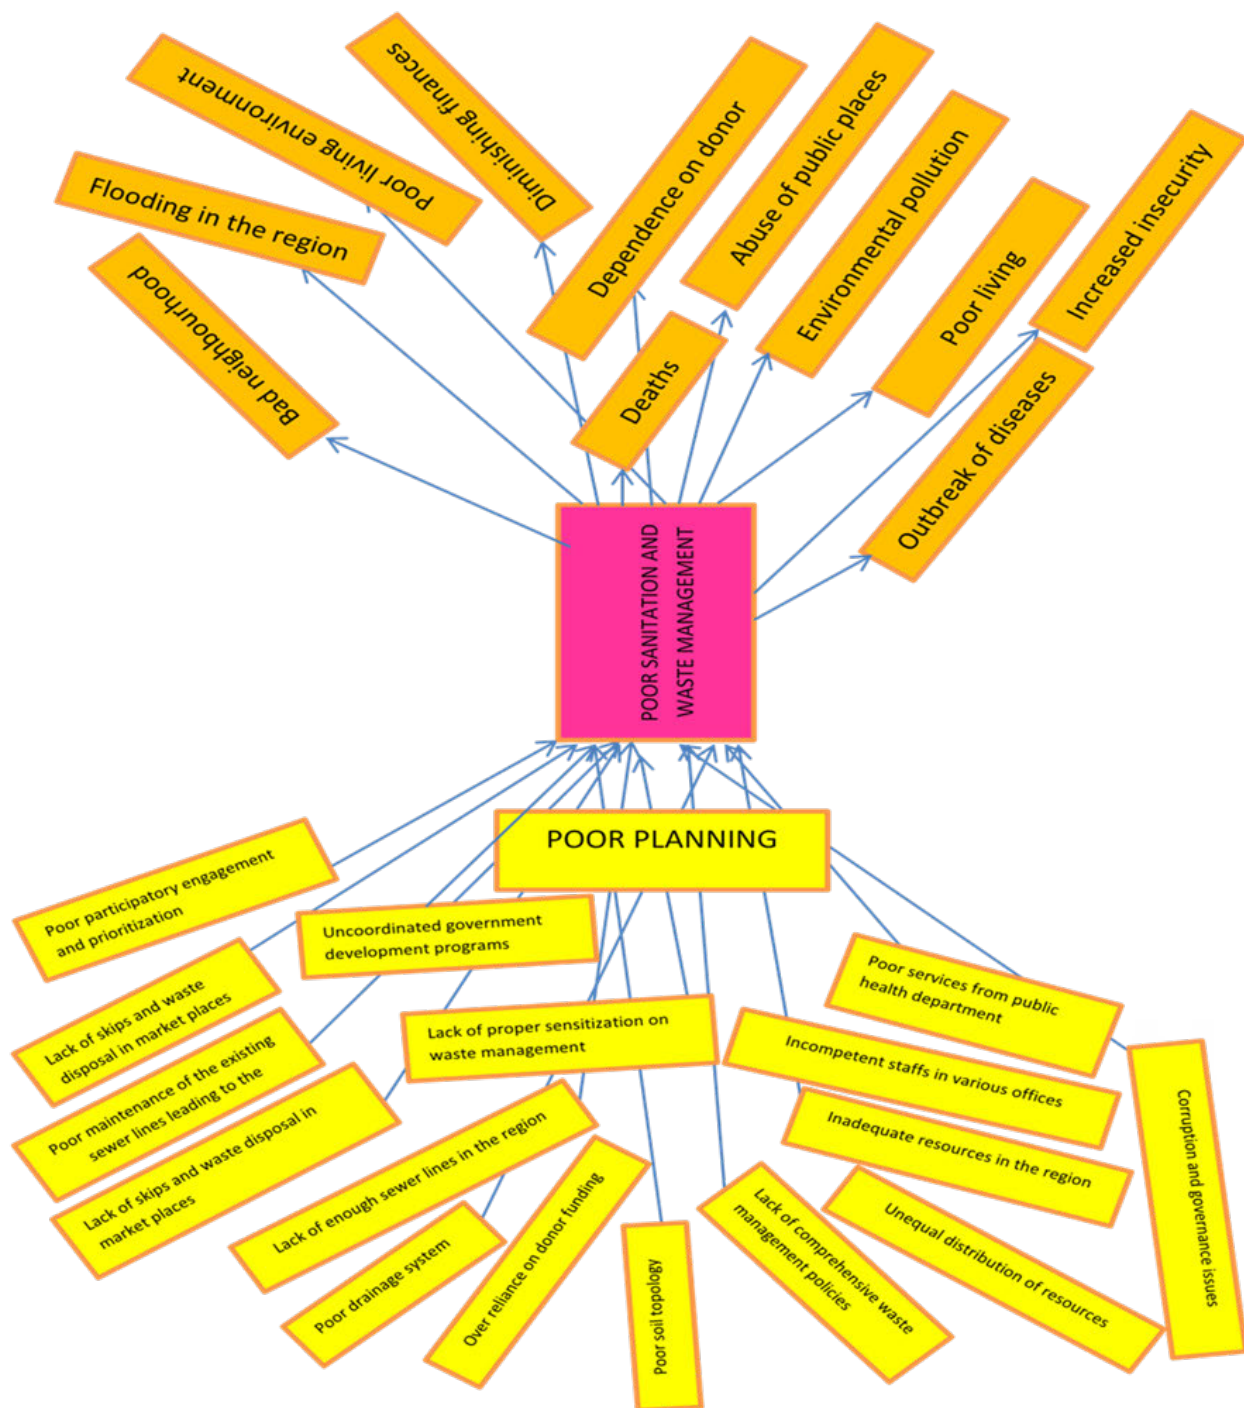 Diminishing finances
Poor living environment
Flooding in the region
Bad neighbourhood
Dependence on donor
Abuse of public places
Environmental pollution
Deaths
Poor living
Increased insecurity
Outbreak of diseases
POOR SANITATION AND
WASTE MANAGEMENT
POOR PLANNING
Poor participatory engagement
and prioritization
Uncoordinated government
development programs
Lack of skips and waste
disposal in market places
Poor maintenance of the existing
sewer lines leading to the
Lack of skips and waste disposal in
market places
Lack of proper sensitization on
waste management
Lack of enough sewer lines in the region
Poor drainage system
Over reliance on donor funding
Poor soil topology
Lack of comprehensive waste
management policies
Poor services from public
health department
Incompetent staffs in various offices
Inadequate resources in the region
Unequal distribution of resources
Corruption and governance issues